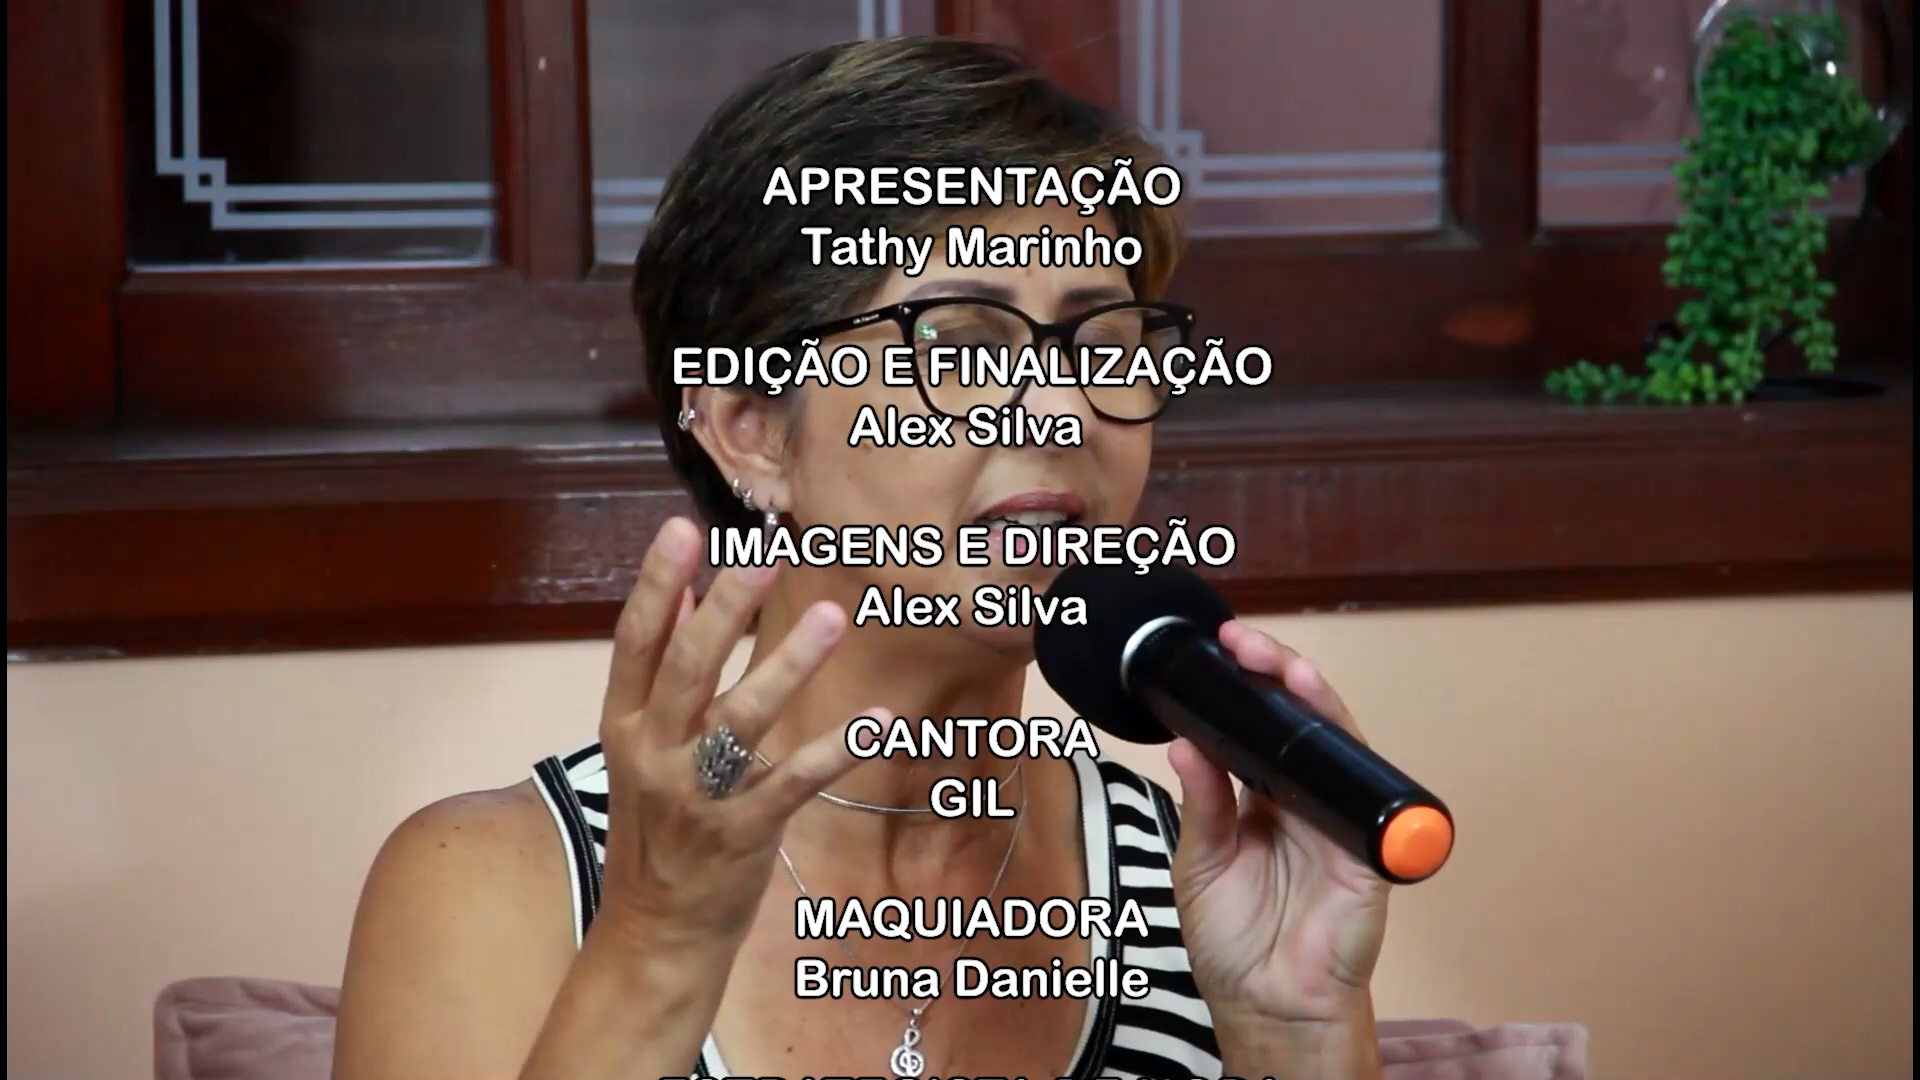 APRESENTAÇÃO
Tathy Marinho
EDIÇÃO E FINALIZAÇÃO
Alex Silva
IMAGENS E DIREÇÃO
Alex Silva
CANTORA
GIL
MAQUIADORA
Bruna Danielle